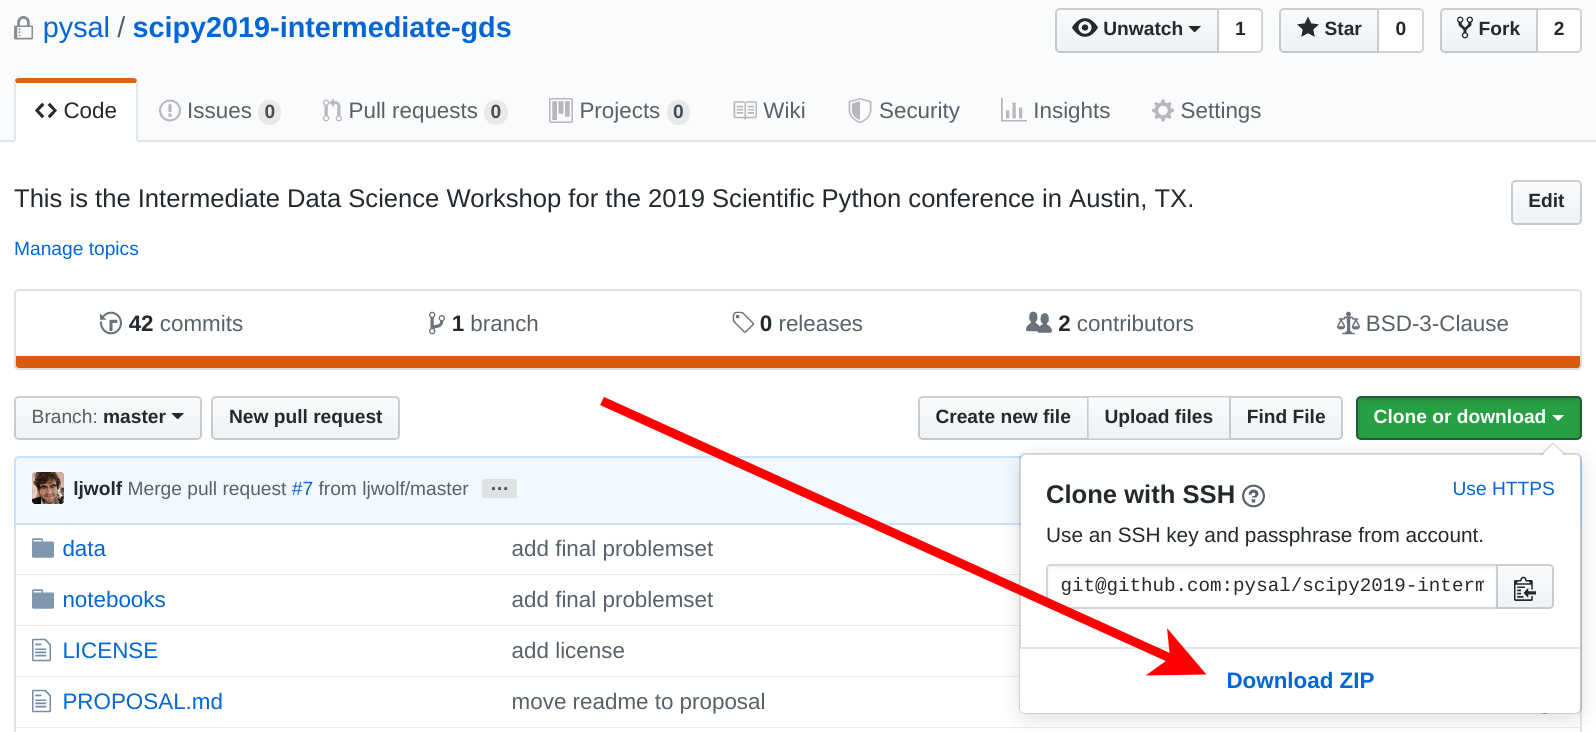 pysal / scipy2019-intermediate-gds
Unwatch 1 Star 0 Fork 2
Code Issues 0 Pull requests 0 Projects 0 Wiki Security Insights Settings
This is the Intermediate Data Science Workshop for the 2019 Scientific Python conference in Austin, TX.
Edit
Manage topics
42 commits 1 branch 0 releases 2 contributors BSD-3-Clause
Branch: master New pull request Create new file Upload files Find File Clone or download
ljwolf Merge pull request #7 from ljwolf/master ...
Clone with SSH ? Use HTTPS
Use an SSH key and passphrase from account.
git@github.com:pysal/scipy2019-interm
Download ZIP
data add final problemset
notebooks add final problemset
LICENSE add license
PROPOSAL.md move readme to proposal